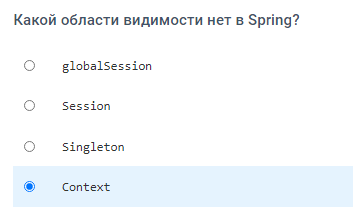 Какой области видимости нет в Spring?
globalSession
Session
Singleton
Context